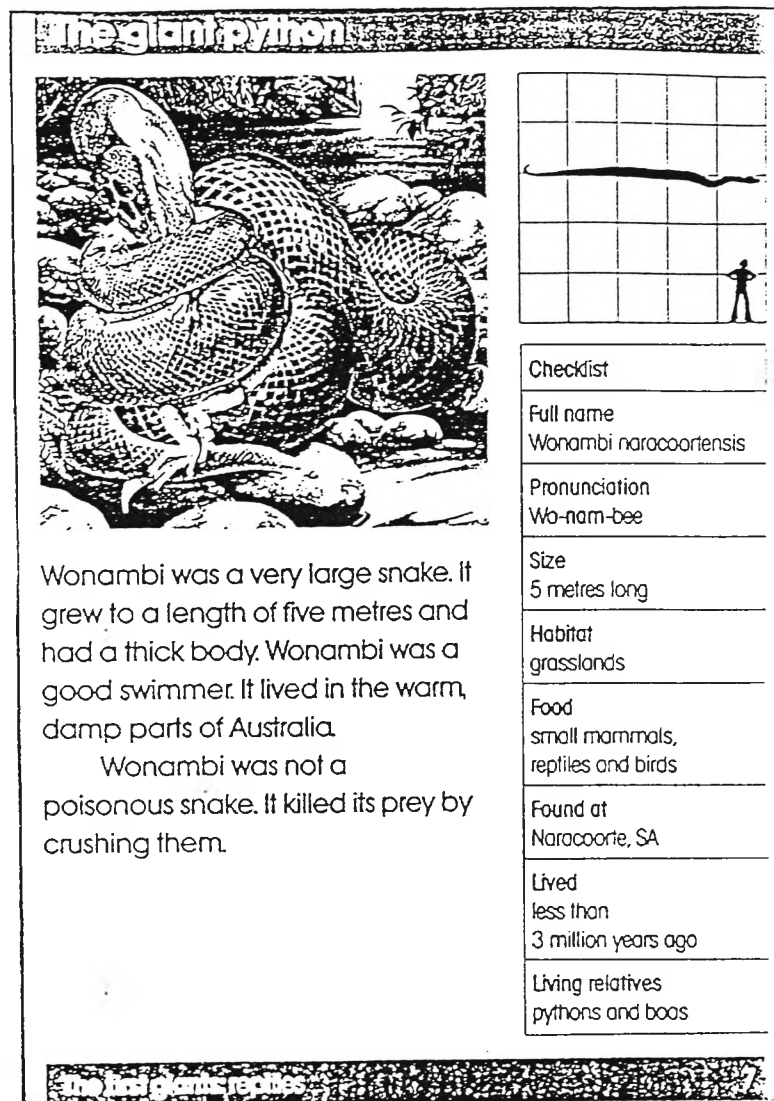 The giant python
Wonambi was a very large snake. It
grew to a length of five metres and
had a thick body. Wonambi was a
good swimmer. It lived in the warm,
damp parts of Australia.
Wonambi was not a
poisonous snake. It killed its prey by
crushing them.
Checklist
Full name
Wonambi naracoortensis
Pronunciation
Wo-nam-bee
Size
5 metres long
Habitat
grasslands
Food
small mammals,
reptiles and birds
Found at
Naracoorte, SA
Lived
less than
3 million years ago
Living relatives
pythons and boas
The first giants: reptiles
7